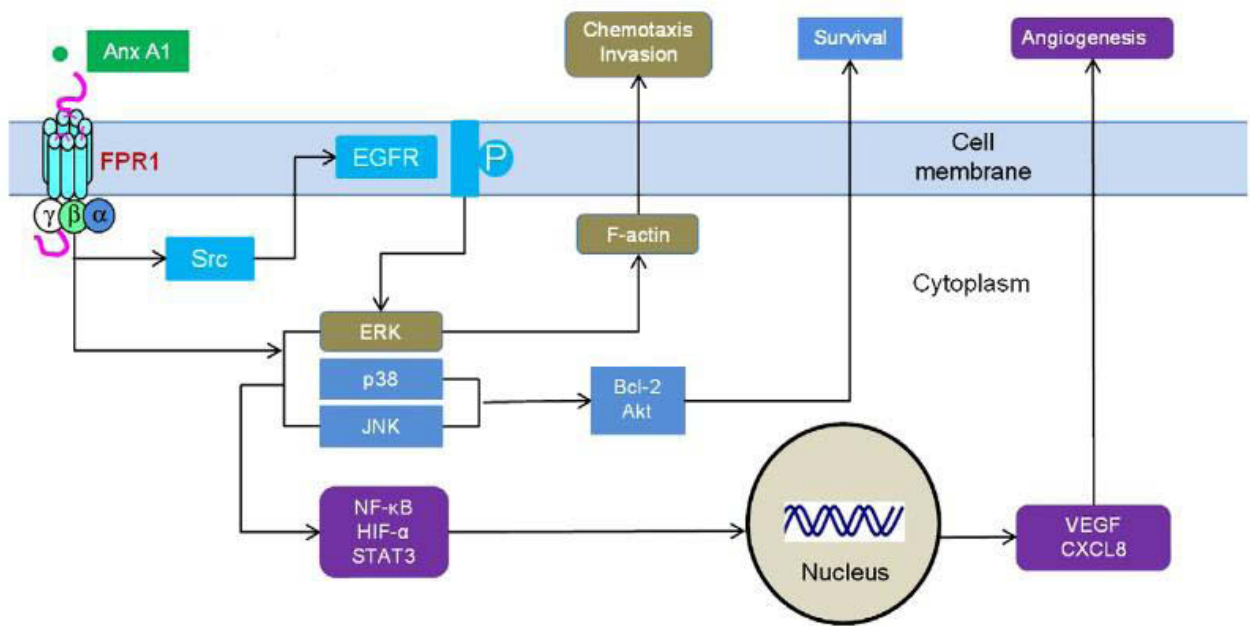 Anx A1
Chemotaxis
Invasion
Survival
Angiogenesis
FPR1
EGFR
P
Cell
membrane
γ β α
Src
F-actin
Cytoplasm
ERK
p38
JNK
Bcl-2
Akt
NF-κB
HIF-α
STAT3
Nucleus
VEGF
CXCL8